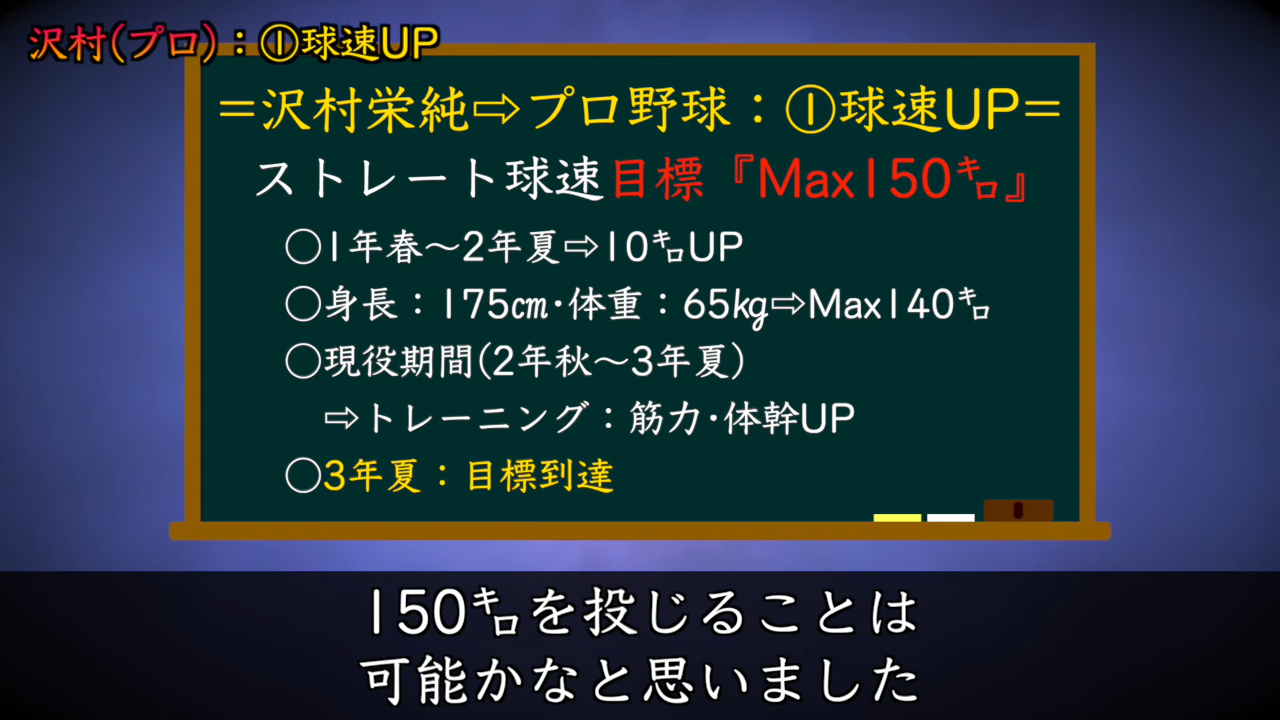 沢村(プロ)：①球速UP
＝沢村栄純⇨プロ野球：①球速UP＝
ストレート球速目標『Max150㌔』
○1年春～2年夏⇨10㌔UP
○身長：175㎝･体重：65㎏⇨Max140㌔
○現役期間(2年秋～3年夏)
⇨トレーニング：筋力･体幹UP
○3年夏：目標到達
150㌔を投じることは
可能かなと思いました